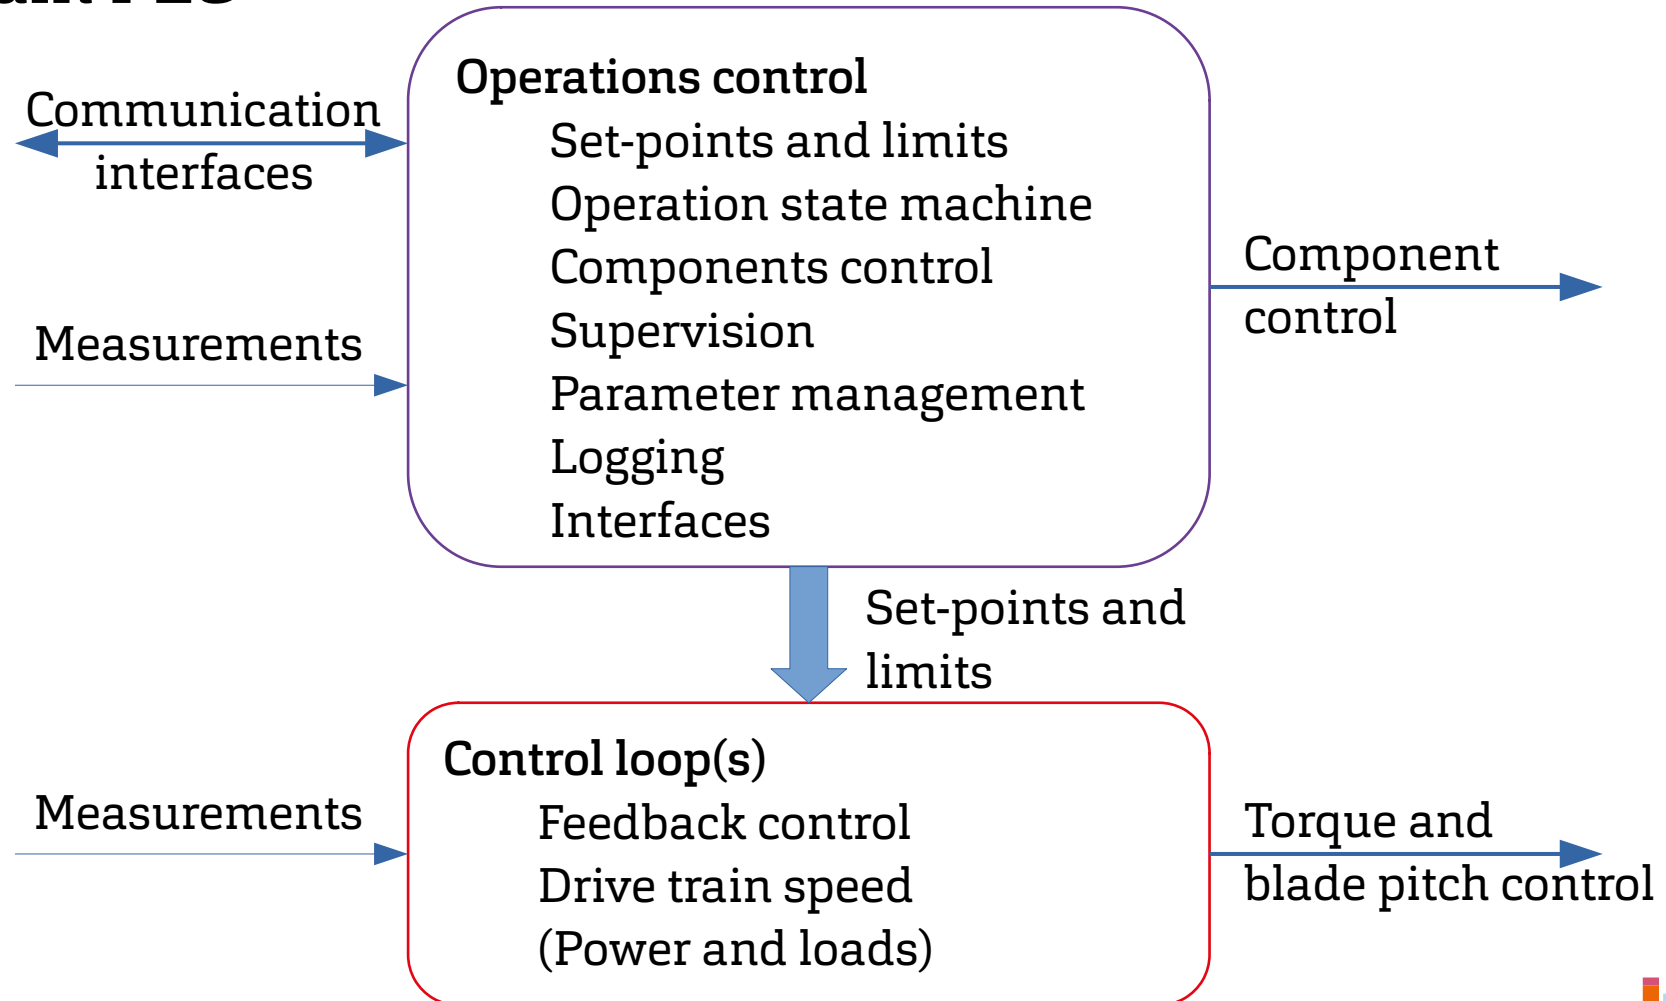 Operations control
Set-points and limits
Operation state machine
Components control
Supervision
Parameter management
Logging
Interfaces
Communication
interfaces
Measurements
Component
control
Set-points and
limits
Control loop(s)
Feedback control
Drive train speed
(Power and loads)
Measurements
Torque and
blade pitch control